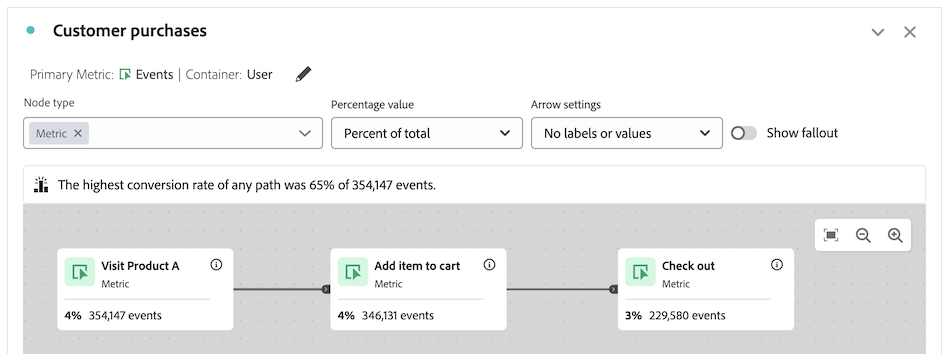 Customer purchases
Primary Metric: Events | Container: User
Node type
Percentage value
Arrow settings
Metric ×
Percent of total
No labels or values
Show fallout
The highest conversion rate of any path was 65% of 354,147 events.
Visit Product A
Metric
4% 354,147 events
Add item to cart
Metric
4% 346,131 events
Check out
Metric
3% 229,580 events